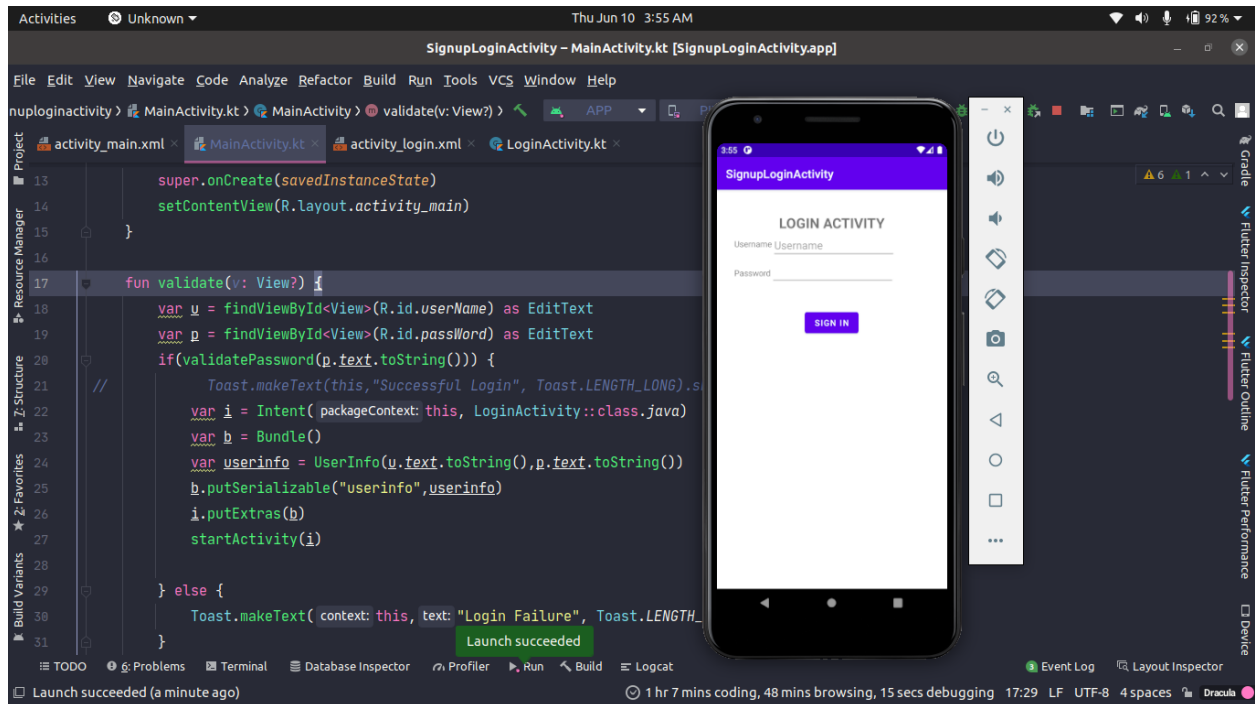 Activities Unknown Thu Jun 10 3:55 AM 92 %
SignupLoginActivity – MainActivity.kt [SignupLoginActivity.app]
File Edit View Navigate Code Analyze Refactor Build Run Tools VCS Window Help
nuploginactivity MainActivity.kt MainActivity validate(v: View?) APP
activity_main.xml MainActivity.kt activity_login.xml LoginActivity.kt
13 super.onCreate(savedInstanceState)
14 setContentView(R.layout.activity_main)
15 }
16
17 fun validate(v: View?) {
18 var u = findViewById<View>(R.id.userName) as EditText
19 var p = findViewById<View>(R.id.passWord) as EditText
20 if(validatePassword(p.text.toString())) {
21 // Toast.makeText(this,"Successful Login", Toast.LENGTH_LONG).s
22 var i = Intent( packageContext: this, LoginActivity::class.java)
23 var b = Bundle()
24 var userinfo = UserInfo(u.text.toString(),p.text.toString())
25 b.putSerializable("userinfo",userinfo)
26 i.putExtras(b)
27 startActivity(i)
28
29 } else {
30 Toast.makeText( context: this, text: "Login Failure", Toast.LENGTH_
31 }
Launch succeeded
6 1
3:55
SignupLoginActivity
LOGIN ACTIVITY
Username Username
Password
SIGN IN
Project
Resource Manager
Z: Structure
2: Favorites
Build Variants
Gradle
Flutter Inspector
Flutter Outline
Flutter Performance
Device
TODO 6: Problems Terminal Database Inspector Profiler Run Build Logcat 3 Event Log Layout Inspector
Launch succeeded (a minute ago) 1 hr 7 mins coding, 48 mins browsing, 15 secs debugging 17:29 LF UTF-8 4 spaces Dracula